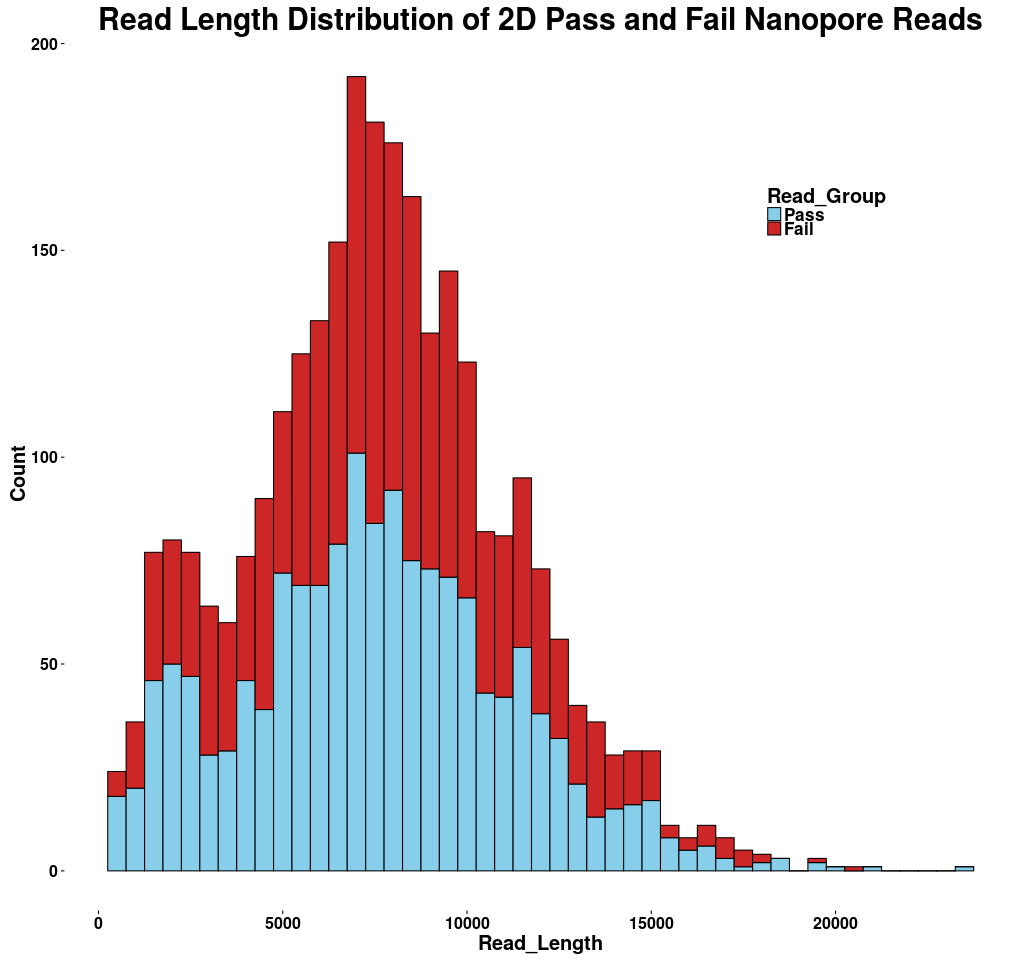 Read Length Distribution of 2D Pass and Fail Nanopore Reads
200
150
100
50
0
Count
Read_Group
Pass
Fail
0 5000 10000 15000 20000
Read_Length